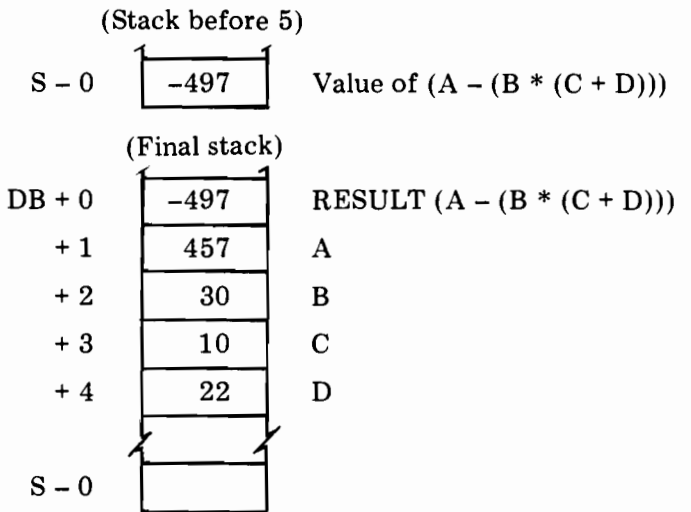 (Stack before 5)
S – 0 –497 Value of (A – (B * (C + D)))
(Final stack)
DB + 0 –497 RESULT (A – (B * (C + D)))
+ 1 457 A
+ 2 30 B
+ 3 10 C
+ 4 22 D
S – 0